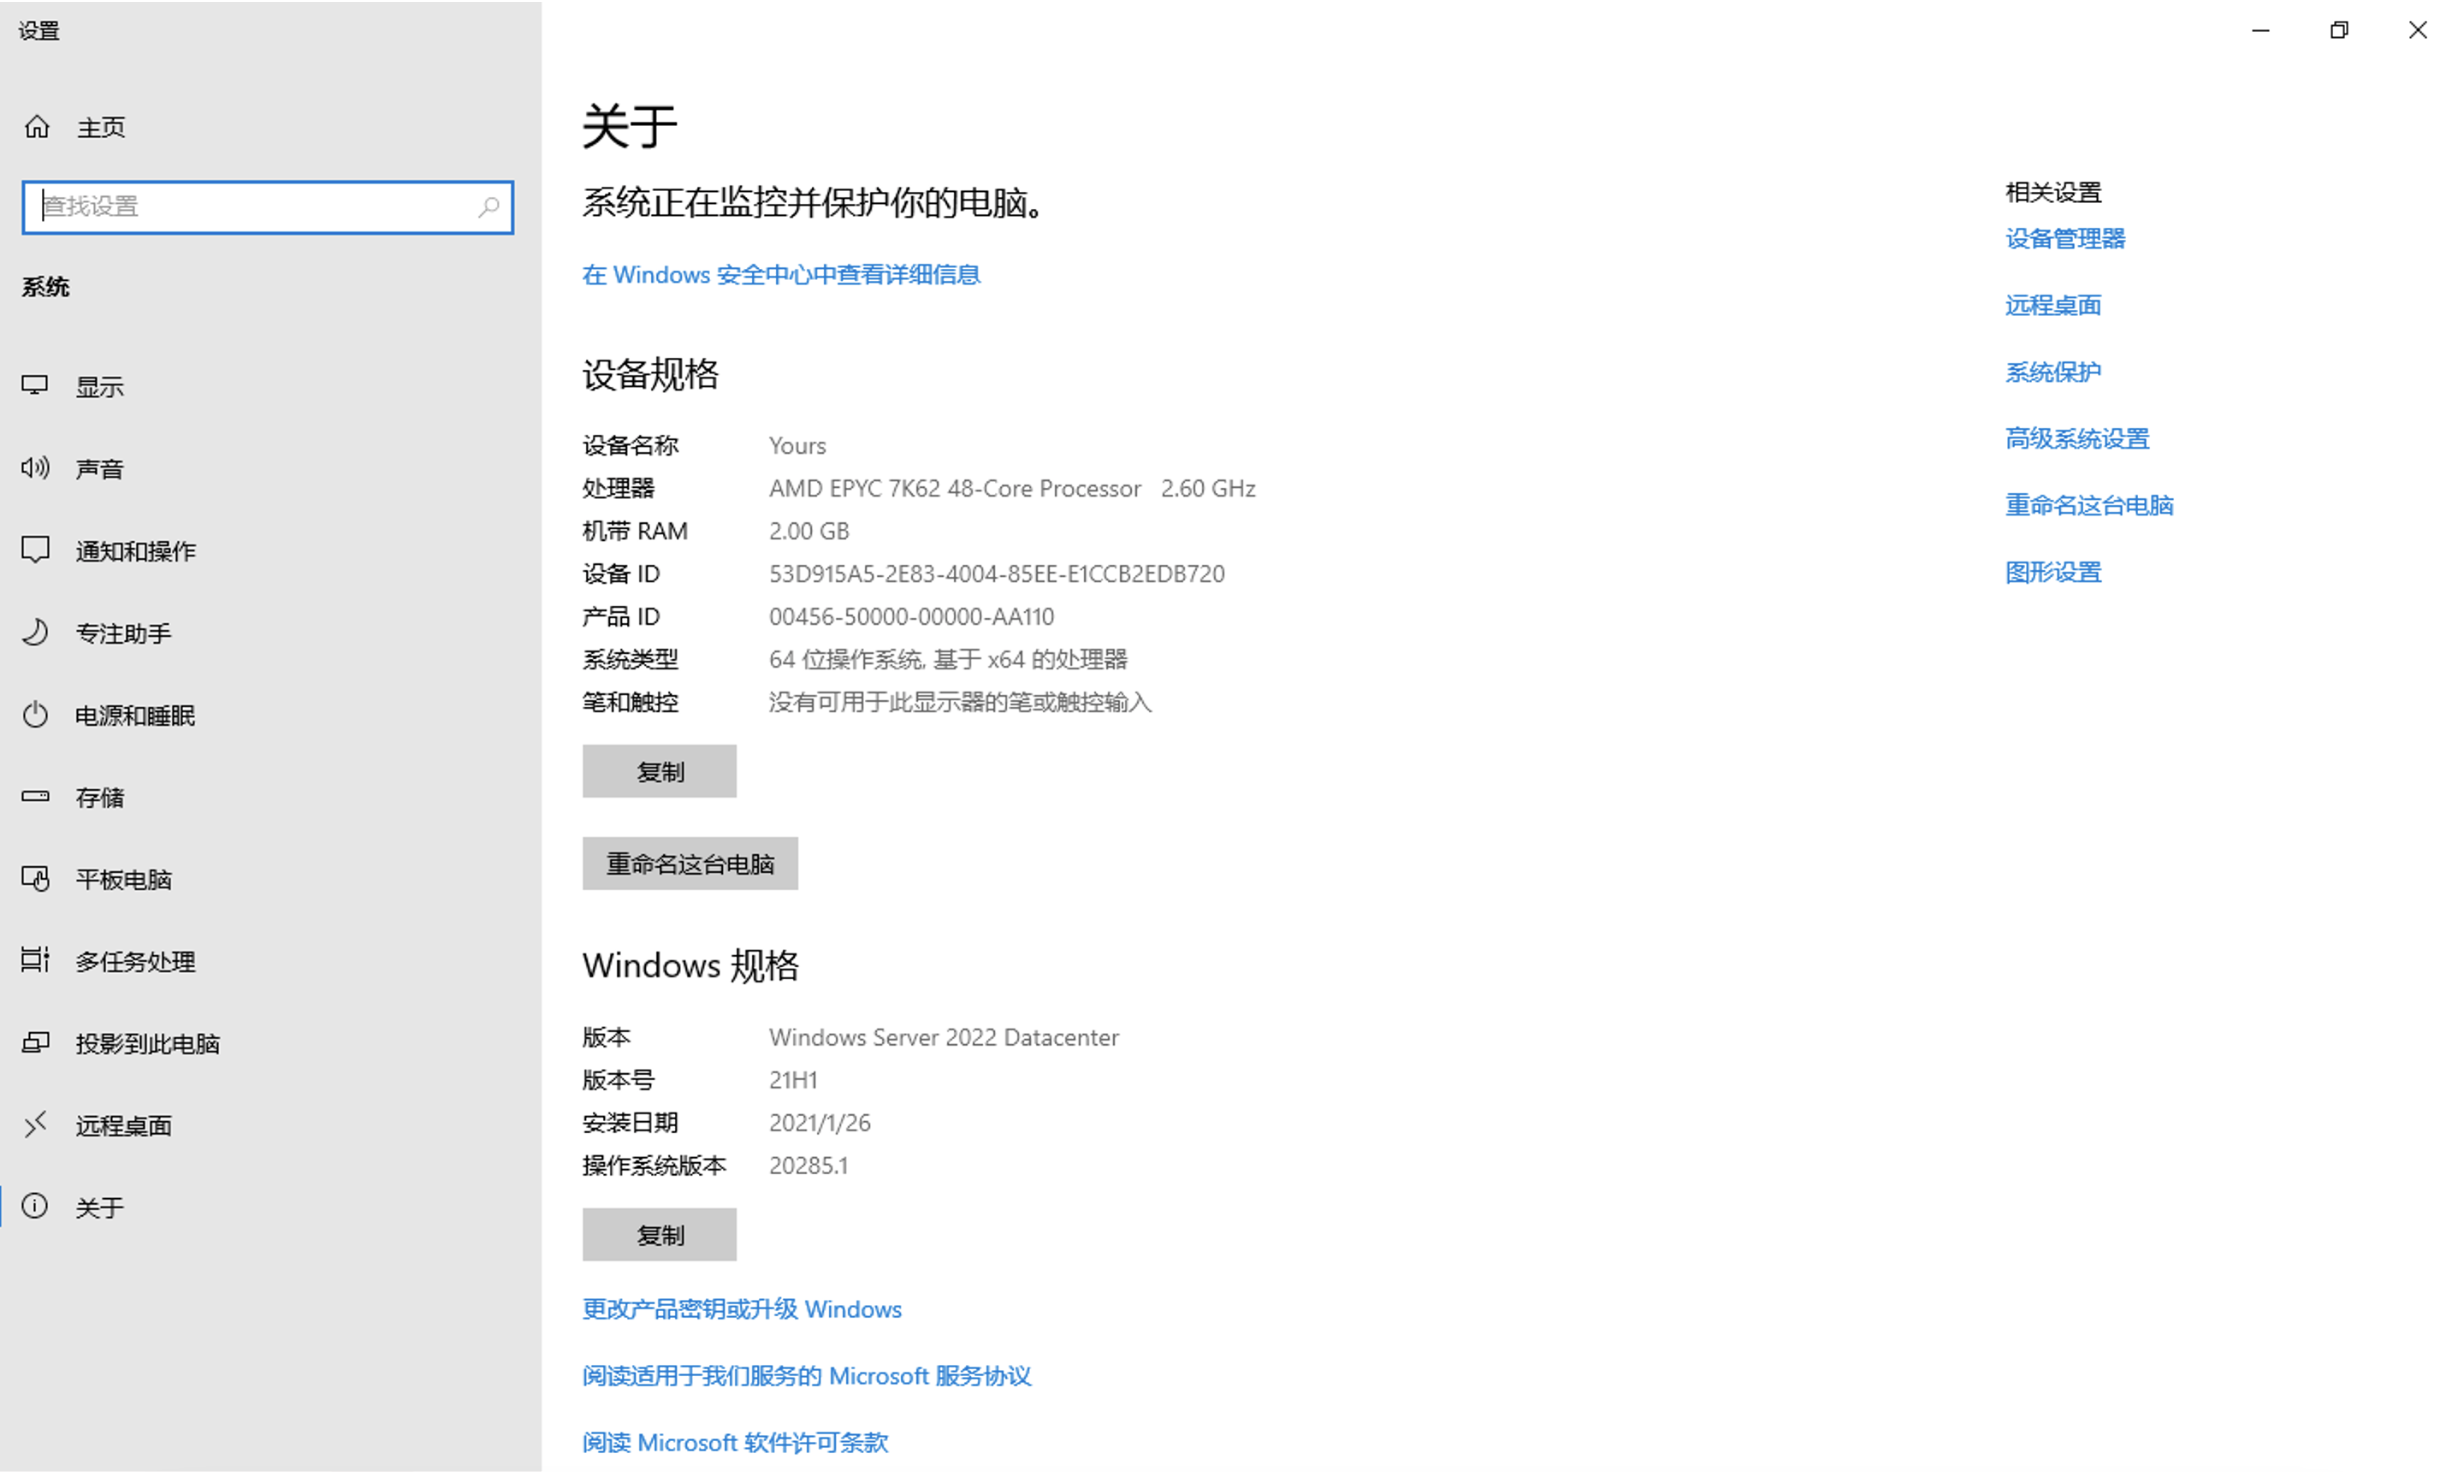 设置
主页
查找设置
系统
显示
声音
通知和操作
专注助手
电源和睡眠
存储
平板电脑
多任务处理
投影到此电脑
远程桌面
关于
关于
系统正在监控并保护你的电脑。
在 Windows 安全中心中查看详细信息
设备规格
设备名称 Yours
处理器 AMD EPYC 7K62 48-Core Processor 2.60 GHz
机带 RAM 2.00 GB
设备 ID 53D915A5-2E83-4004-85EE-E1CCB2EDB720
产品 ID 00456-50000-00000-AA110
系统类型 64 位操作系统, 基于 x64 的处理器
笔和触控 没有可用于此显示器的笔或触控输入
复制
重命名这台电脑
Windows 规格
版本 Windows Server 2022 Datacenter
版本号 21H1
安装日期 2021/1/26
操作系统版本 20285.1
复制
更改产品密钥或升级 Windows
阅读适用于我们服务的 Microsoft 服务协议
阅读 Microsoft 软件许可条款
相关设置
设备管理器
远程桌面
系统保护
高级系统设置
重命名这台电脑
图形设置